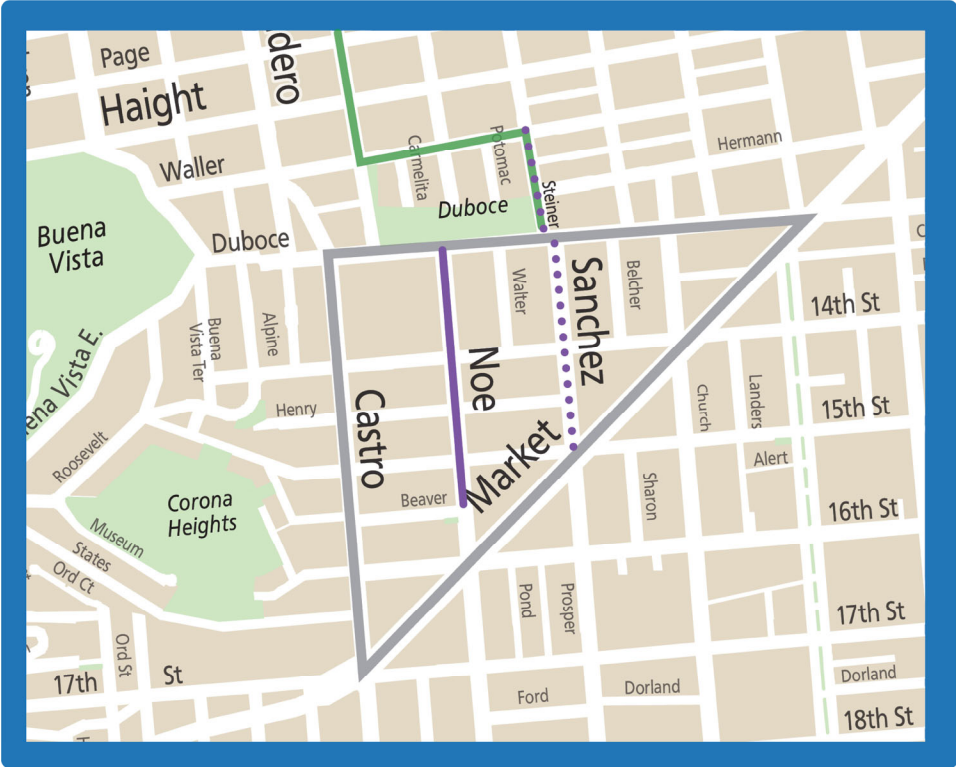 Page
dero
Haight
Hermann
Potomac
Carmelita
Waller
Steiner
Duboce
Buena
Vista
Duboce
Sanchez
Belcher
Walter
14th St
Buena
Vista Ter
Alpine
ena Vista E.
Noe
Castro
Church
Landers
15th St
Henry
Market
Roosevelt
Alert
Corona
Heights
Beaver
Sharon
16th St
Museum
States
Ord Ct
Pond
Prosper
17th St
Ord St
17th
St
Dorland
Ford
Dorland
18th St